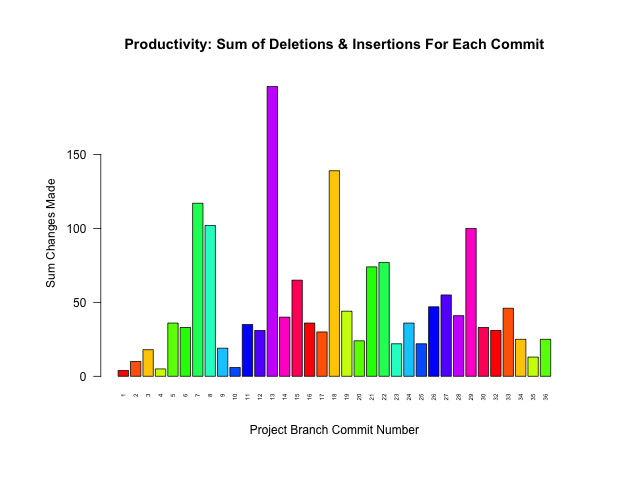 Productivity: Sum of Deletions & Insertions For Each Commit
Sum Changes Made
150
100
50
0
1 2 3 4 5 6 7 8 9 10 11 12 13 14 15 16 17 18 19 20 21 22 23 24 25 26 27 28 29 30 32 33 34 35 36
Project Branch Commit Number